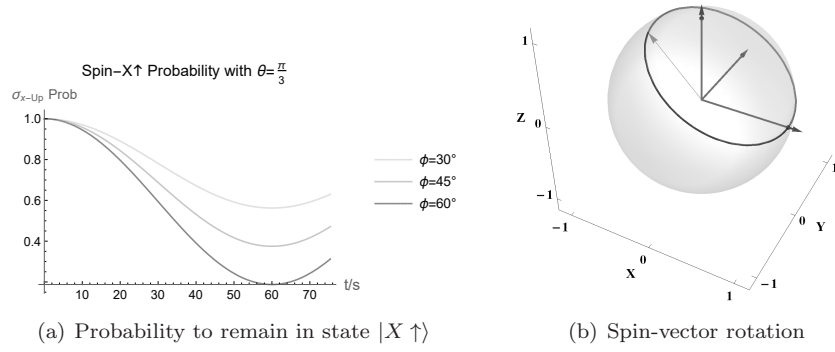 Spin−X↑ Probability with θ=π/3
σx−Up Prob
1.0
0.8
0.6
0.4
10 20 30 40 50 60 70
t/s
ϕ=30°
ϕ=45°
ϕ=60°
(a) Probability to remain in state |X ↑⟩
1
Z 0
−1
−1
0
X
1
−1
0
Y
1
(b) Spin-vector rotation